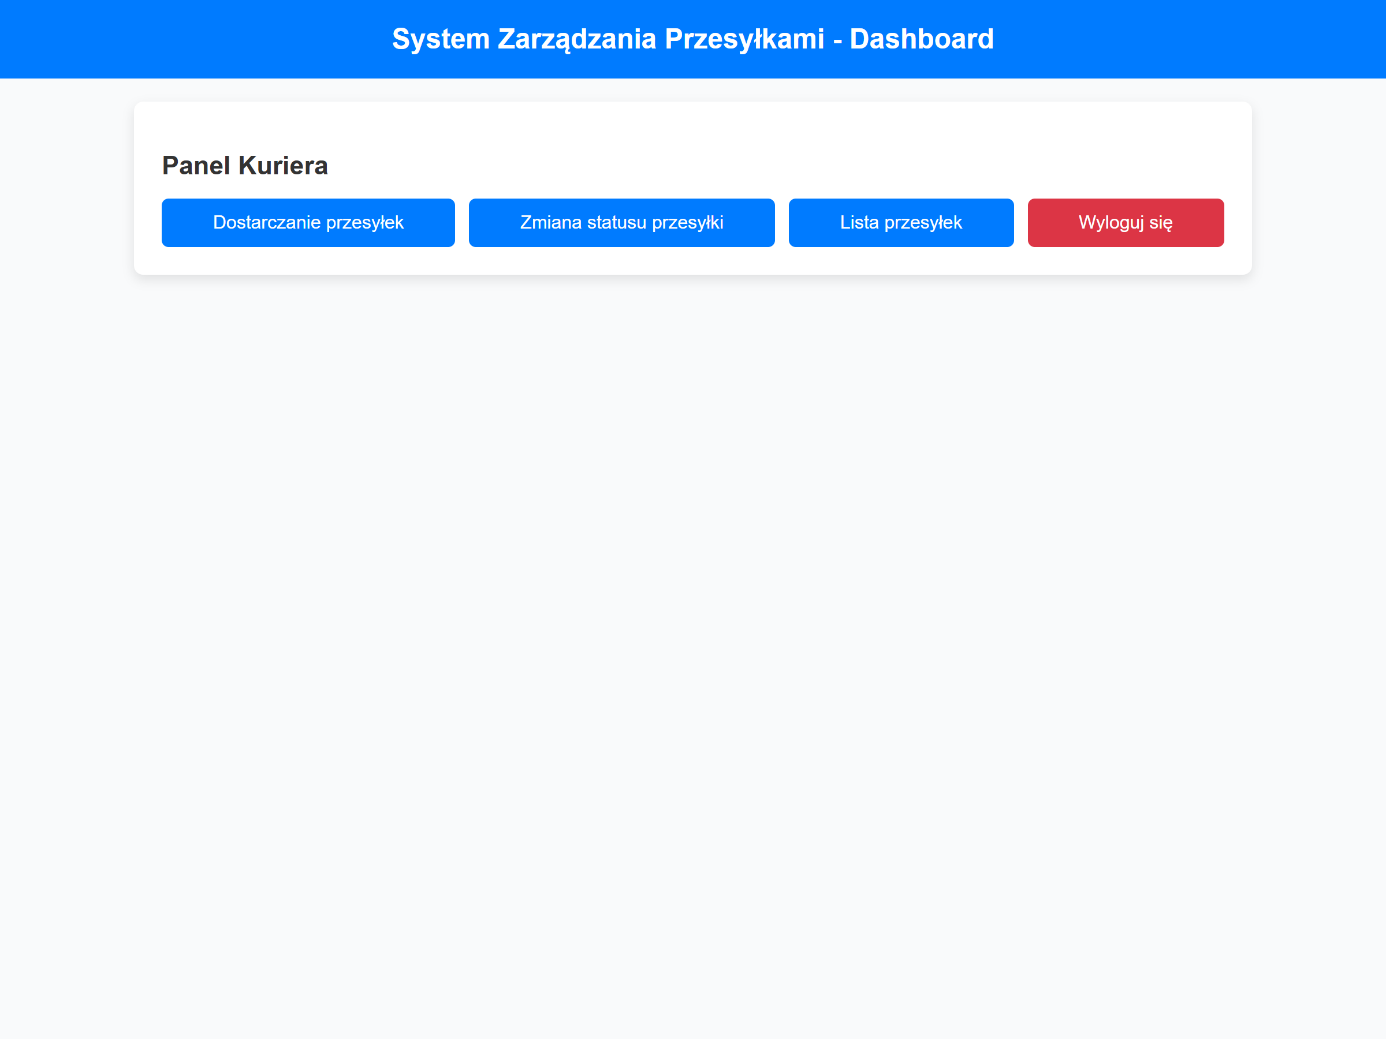 System Zarządzania Przesyłkami - Dashboard
Panel Kuriera
Dostarczanie przesyłek
Zmiana statusu przesyłki
Lista przesyłek
Wyloguj się